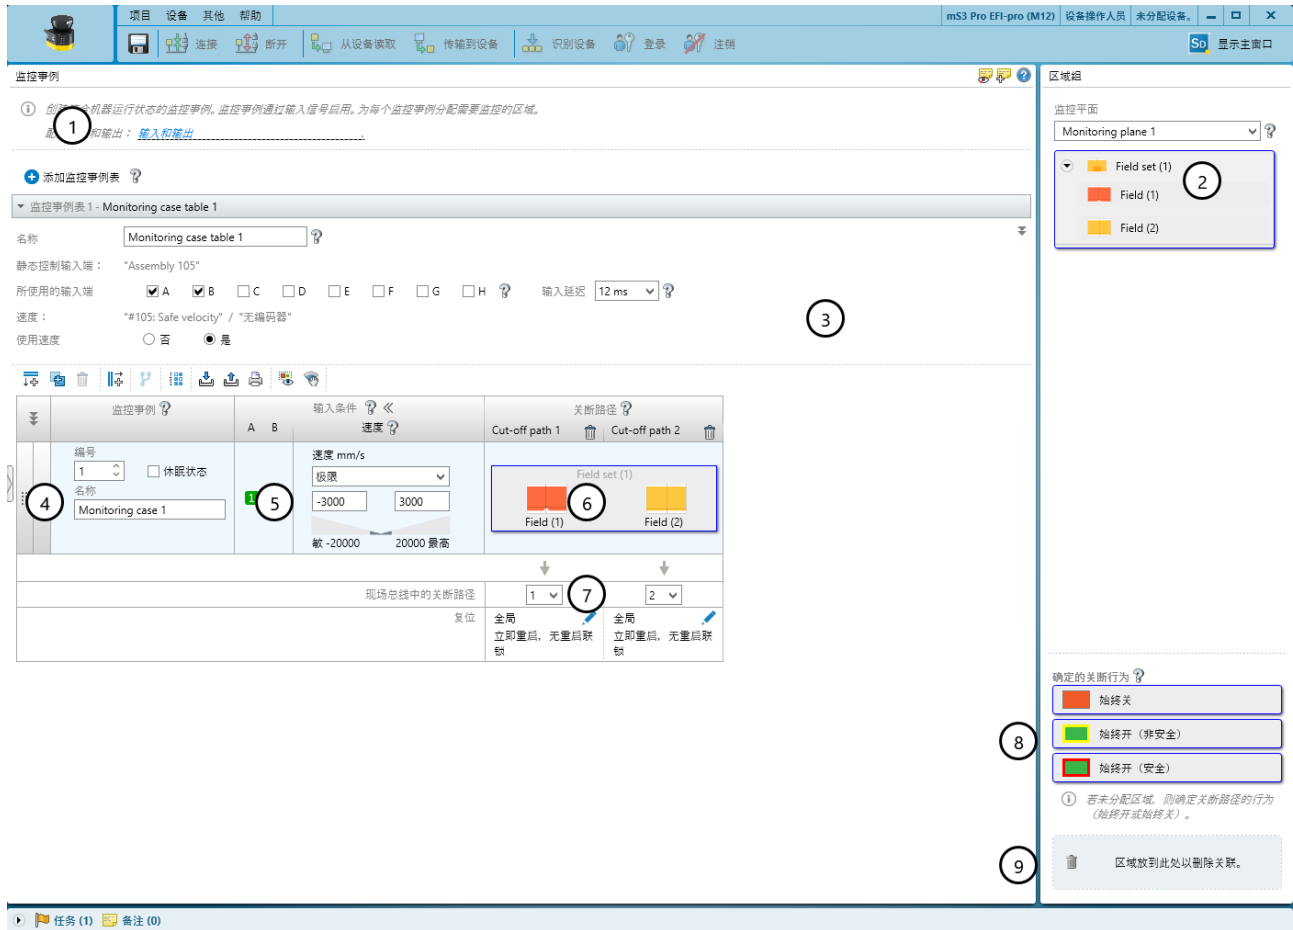 项目 设备 其他 帮助
mS3 Pro EFI-pro (M12) 设备操作人员 未分配设备。
连接 断开 从设备读取 传输到设备 识别设备 登录 注销
SD 显示主窗口
监控事例
区域组
创建 合机器运行状态的监控事例。监控事例通过输入信号启用。为每个监控事例分配需要监控的区域。
1
和输出： 输入和输出
监控平面
Monitoring plane 1
添加监控事例表
Field set (1)
2
Field (1)
Field (2)
监控事例表 1 - Monitoring case table 1
名称 Monitoring case table 1
静态控制输入端： "Assembly 105"
所使用的输入端 A B C D E F G H 输入延迟 12 ms
速度： "#105: Safe velocity" / "无编码器"
3
使用速度 否 是
监控事例 输入条件 关断路径
A B 速度 Cut-off path 1 Cut-off path 2
编号
1 休眠状态
名称
Monitoring case 1
4
1
5
速度 mm/s
极限
-3000 3000
敏 -20000 20000 最高
Field set (1)
6
Field (1) Field (2)
现场总线中的关断路径 1 7 2
复位 全局 全局
立即重启，无重启联锁 立即重启，无重启联锁
确定的关断行为
始终关
8
始终开（非安全）
始终开（安全）
若未分配区域，则确定关断路径的行为
（始终开或始终关）。
9
区域放到此处以删除关联。
任务 (1) 备注 (0)